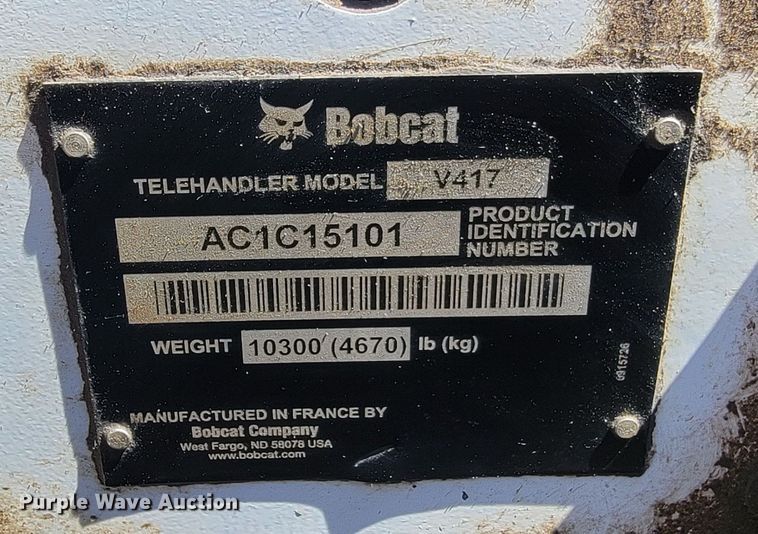 Bobcat
TELEHANDLER MODEL V417
AC1C15101 PRODUCT
IDENTIFICATION
NUMBER
WEIGHT 10300 (4670) lb (kg)
0915726
MANUFACTURED IN FRANCE BY
Bobcat Company
West Fargo, ND 58078 USA
www.bobcat.com
Purple Wave Auction